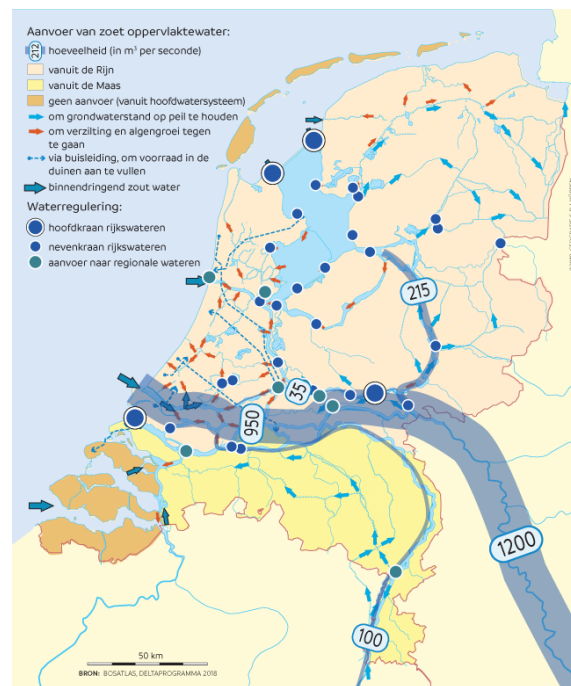 Aanvoer van zoet oppervlaktewater:
212 hoeveelheid (in m³ per seconde)
vanuit de Rijn
vanuit de Maas
geen aanvoer (vanuit hoofdwatersysteem)
om grondwaterstand op peil te houden
om verzilting en algengroei tegen
te gaan
via buisleiding, om voorraad in de
duinen aan te vullen
binnendringend zout water
Waterregulering:
hoofdkraan rijkswateren
nevenkraan rijkswateren
aanvoer naar regionale wateren
215
35
950
1200
100
50 km
BRON: BOSATLAS, DELTAPROGRAMMA 2018